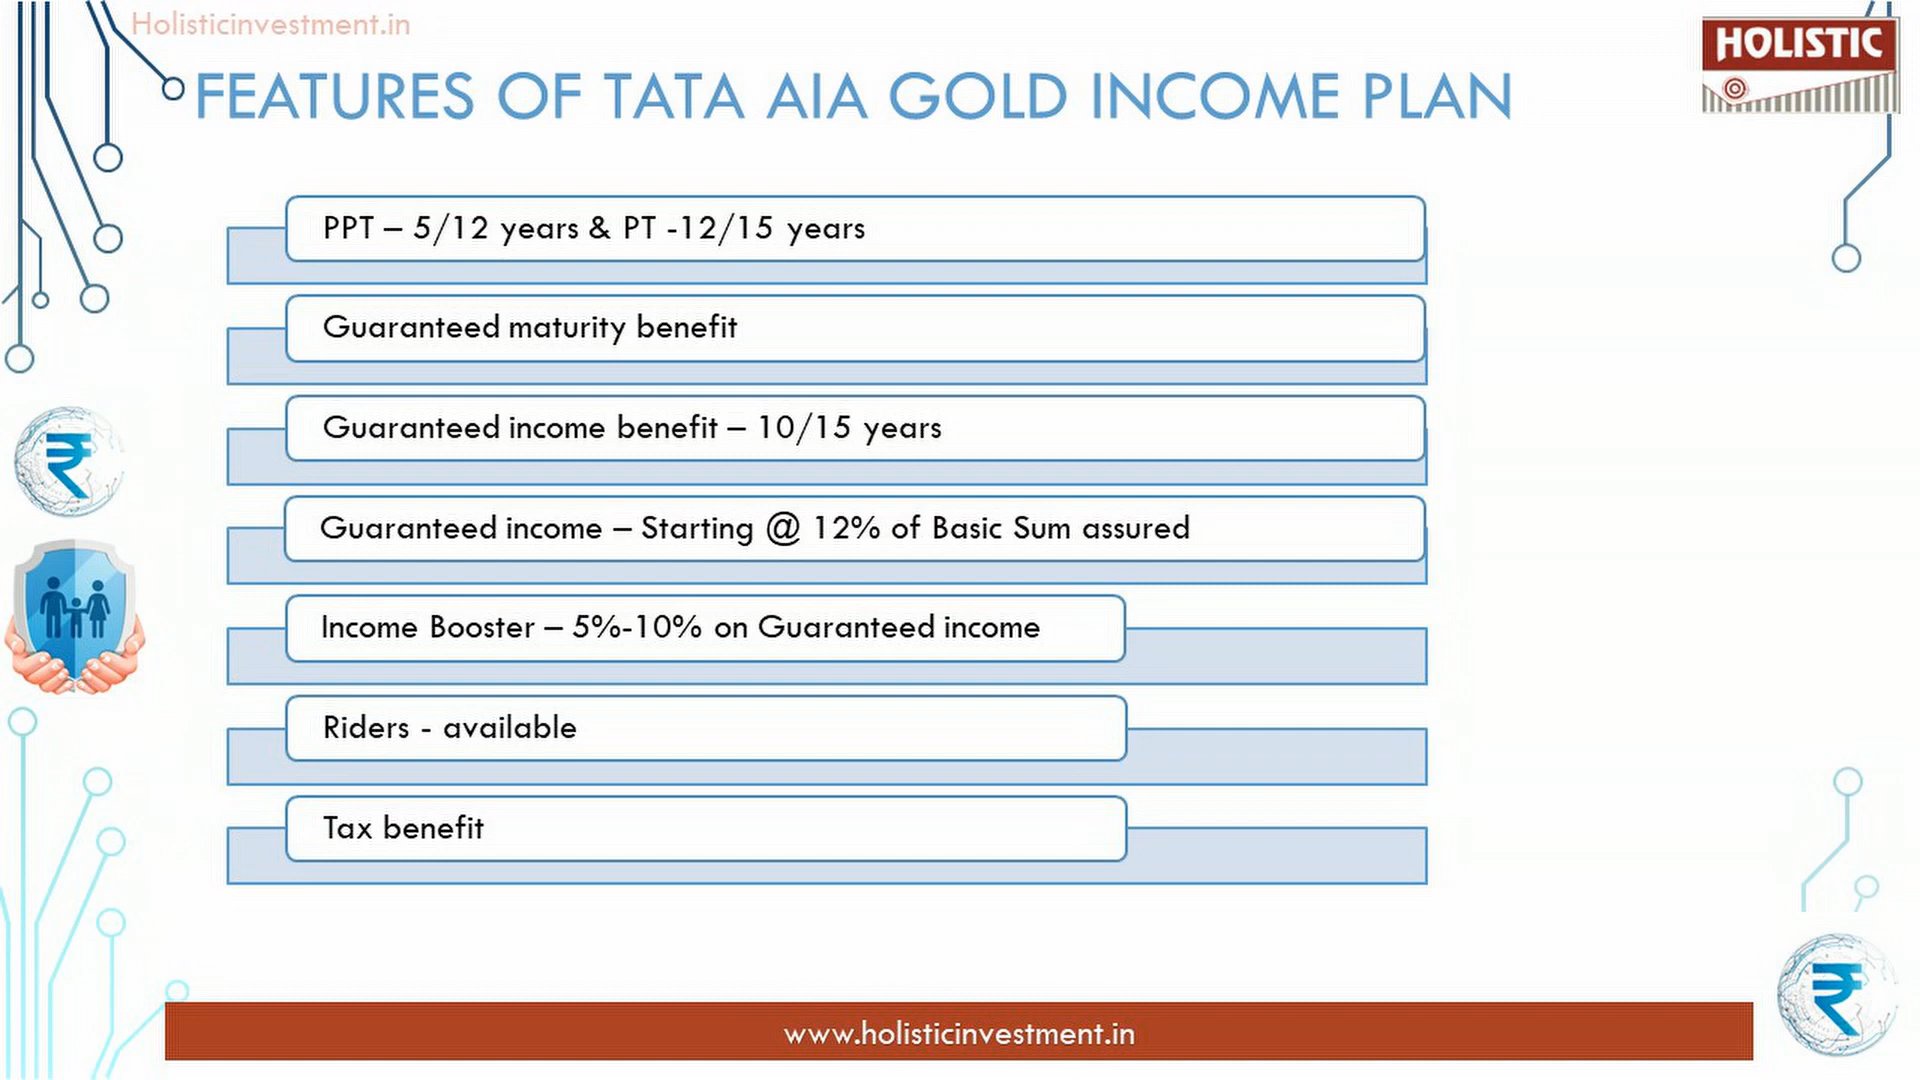 Holisticinvestment.in
HOLISTIC
FEATURES OF TATA AIA GOLD INCOME PLAN
PPT – 5/12 years & PT -12/15 years
Guaranteed maturity benefit
Guaranteed income benefit – 10/15 years
Guaranteed income – Starting @ 12% of Basic Sum assured
Income Booster – 5%-10% on Guaranteed income
Riders - available
Tax benefit
www.holisticinvestment.in